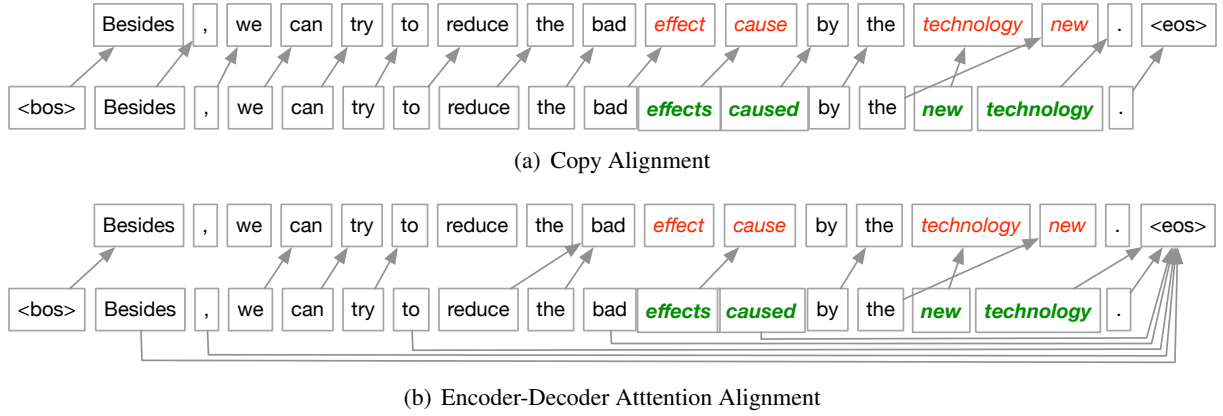 Besides , we can try to reduce the bad effect cause by the technology new . <eos>
<bos> Besides , we can try to reduce the bad effects caused by the new technology .
(a) Copy Alignment
Besides , we can try to reduce the bad effect cause by the technology new . <eos>
<bos> Besides , we can try to reduce the bad effects caused by the new technology .
(b) Encoder-Decoder Atttention Alignment